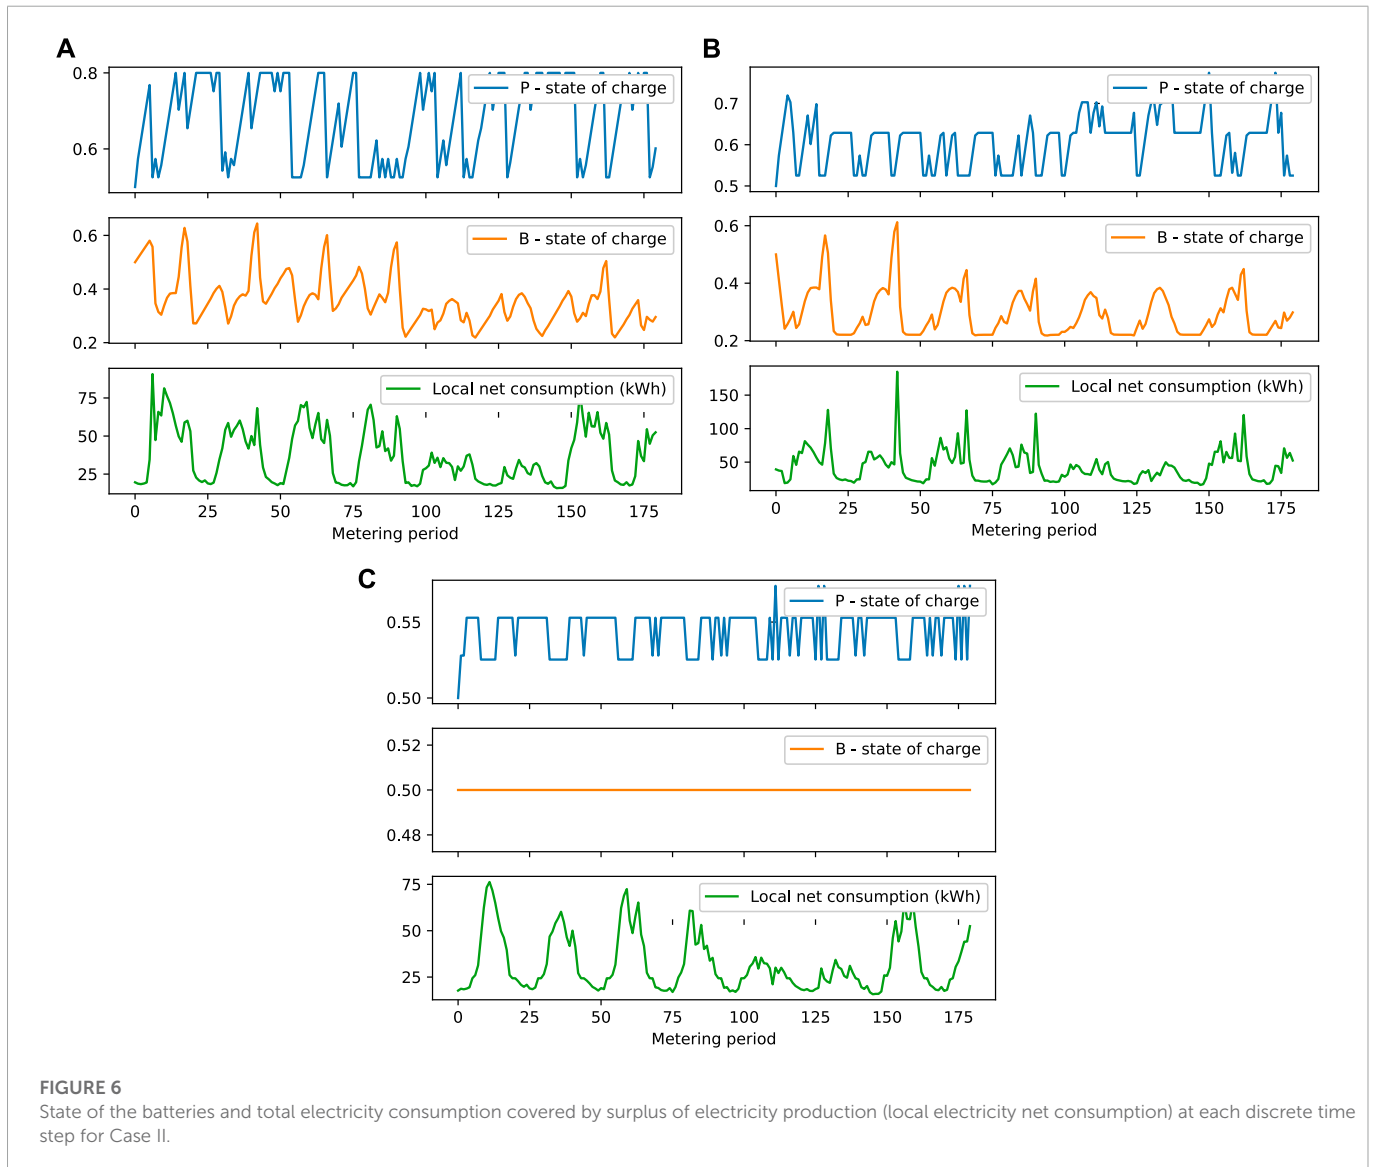 A
0.8
0.6
P - state of charge
0.6
0.4
0.2
B - state of charge
75
50
25
Local net consumption (kWh)
0 25 50 75 100 125 150 175
Metering period
B
0.7
0.6
0.5
P - state of charge
0.6
0.4
0.2
B - state of charge
150
100
50
Local net consumption (kWh)
0 25 50 75 100 125 150 175
Metering period
C
0.55
0.50
P - state of charge
0.52
0.50
0.48
B - state of charge
75
50
25
Local net consumption (kWh)
0 25 50 75 100 125 150 175
Metering period
FIGURE 6
State of the batteries and total electricity consumption covered by surplus of electricity production (local electricity net consumption) at each discrete time
step for Case II.